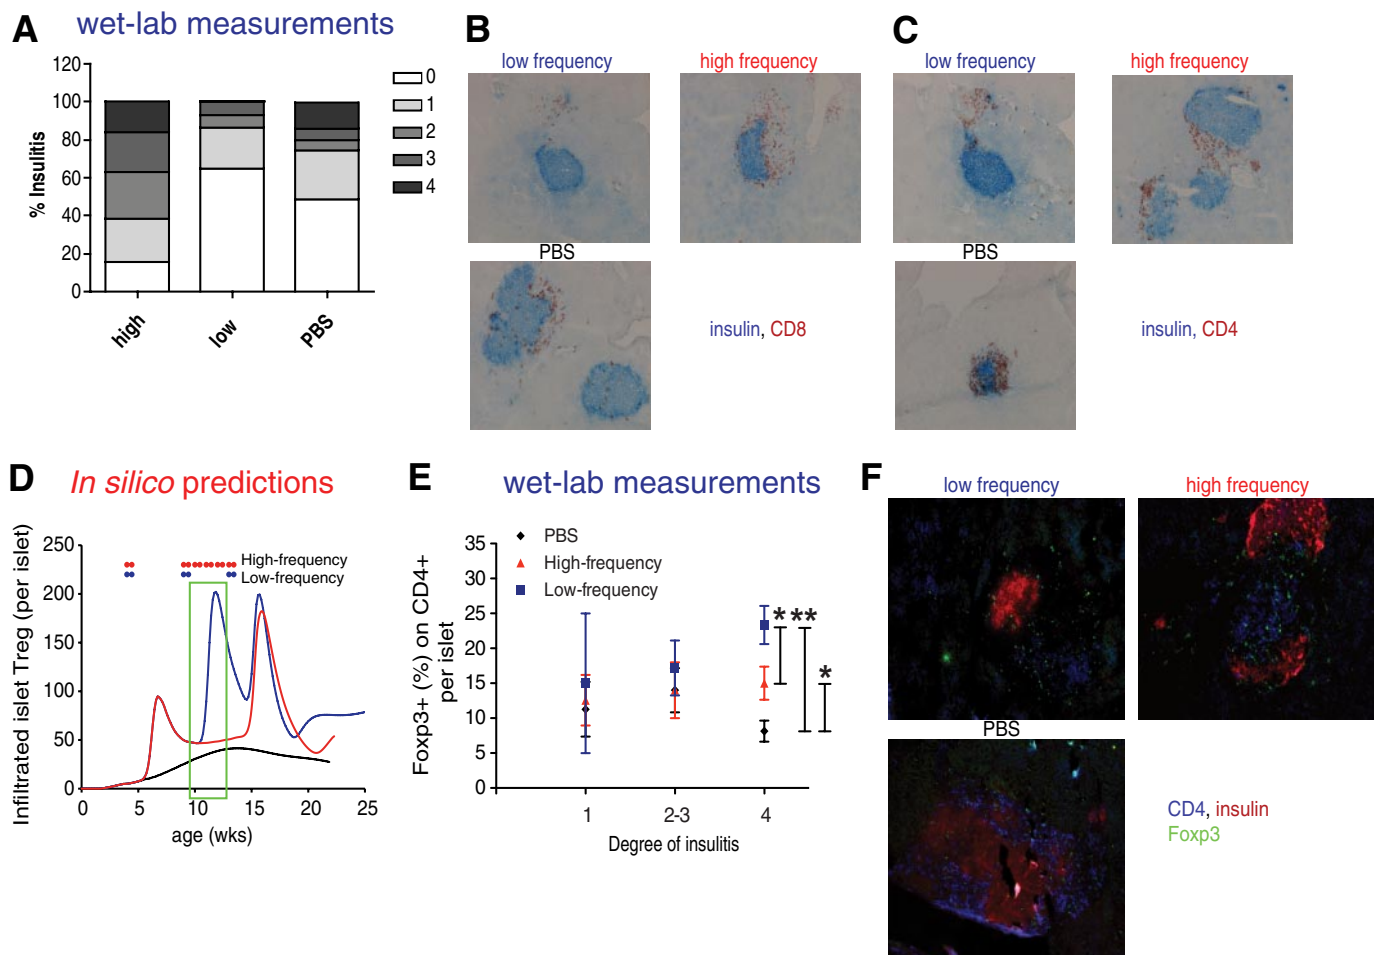 A wet-lab measurements
% Insulitis
120
100
80
60
40
20
0
high
low
PBS
0
1
2
3
4
B
low frequency
high frequency
PBS
insulin, CD8
C
low frequency
high frequency
PBS
insulin, CD4
D In silico predictions
Infiltrated islet Treg (per islet)
250
200
150
100
50
0
High-frequency
Low-frequency
0 5 10 15 20 25
age (wks)
E wet-lab measurements
Foxp3+ (%) on CD4+
per islet
35
30
25
20
15
10
5
0
PBS
High-frequency
Low-frequency
* ** *
1 2-3 4
Degree of insulitis
F
low frequency
high frequency
PBS
CD4, insulin
Foxp3